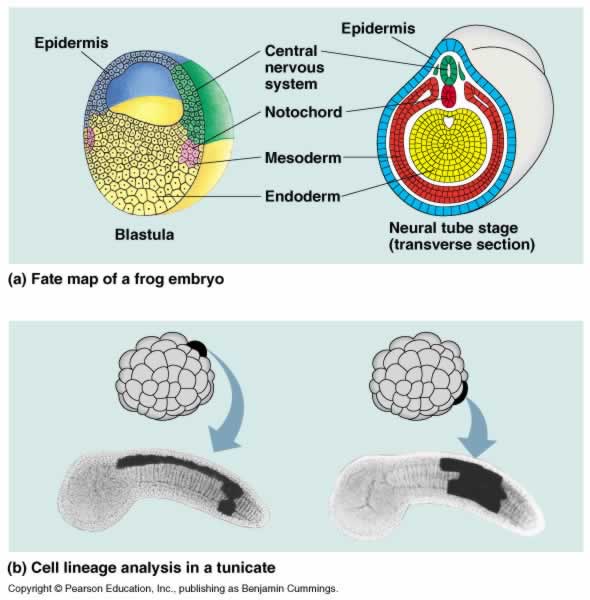 Epidermis
Central
nervous
system
Notochord
Mesoderm
Endoderm
Blastula
Epidermis
Neural tube stage
(transverse section)
(a) Fate map of a frog embryo
(b) Cell lineage analysis in a tunicate
Copyright © Pearson Education, Inc., publishing as Benjamin Cummings.